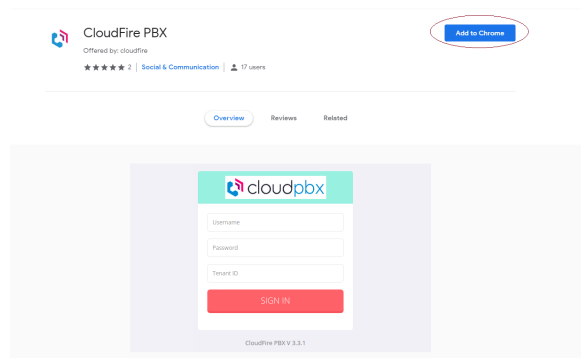 CloudFire PBX
Add to Chrome
Offered by: cloudfire
★★★★★ 2 | Social & Communication | 17 users
Overview Reviews Related
cloudpbx
Username
Password
Tenant ID
SIGN IN
CloudFire PBX V 3.3.1